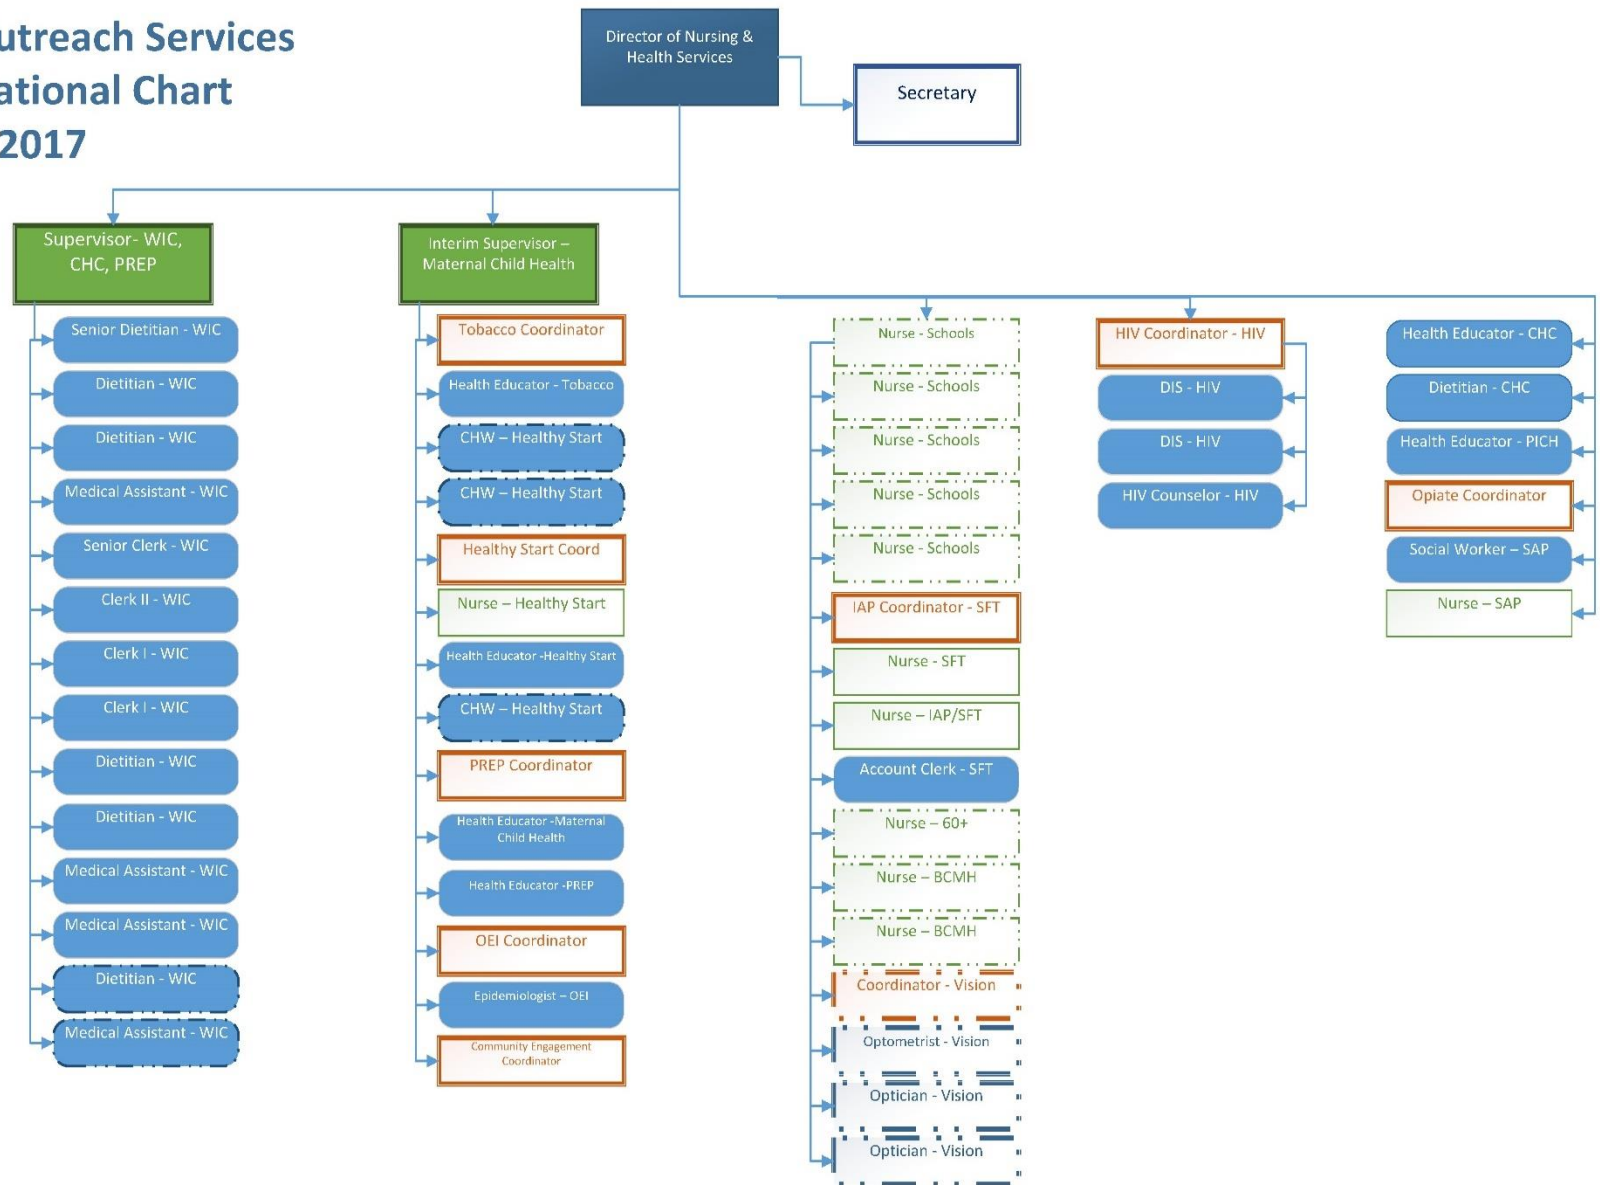 utreach Services
ational Chart
2017
Director of Nursing &
Health Services
Secretary
Supervisor- WIC,
CHC, PREP
Senior Dietitian - WIC
Dietitian - WIC
Dietitian - WIC
Medical Assistant - WIC
Senior Clerk - WIC
Clerk II - WIC
Clerk I - WIC
Clerk I - WIC
Dietitian - WIC
Dietitian - WIC
Medical Assistant - WIC
Medical Assistant - WIC
Dietitian - WIC
Medical Assistant - WIC
Interim Supervisor –
Maternal Child Health
Tobacco Coordinator
Health Educator - Tobacco
CHW – Healthy Start
CHW – Healthy Start
Healthy Start Coord
Nurse – Healthy Start
Health Educator -Healthy Start
CHW – Healthy Start
PREP Coordinator
Health Educator -Maternal
Child Health
Health Educator -PREP
OEI Coordinator
Epidemiologist – OEI
Community Engagement
Coordinator
Nurse - Schools
Nurse - Schools
Nurse - Schools
Nurse - Schools
Nurse - Schools
IAP Coordinator - SFT
Nurse - SFT
Nurse – IAP/SFT
Account Clerk - SFT
Nurse – 60+
Nurse – BCMH
Nurse – BCMH
Coordinator - Vision
Optometrist - Vision
Optician - Vision
Optician - Vision
HIV Coordinator - HIV
DIS - HIV
DIS - HIV
HIV Counselor - HIV
Health Educator - CHC
Dietitian - CHC
Health Educator - PICH
Opiate Coordinator
Social Worker – SAP
Nurse – SAP